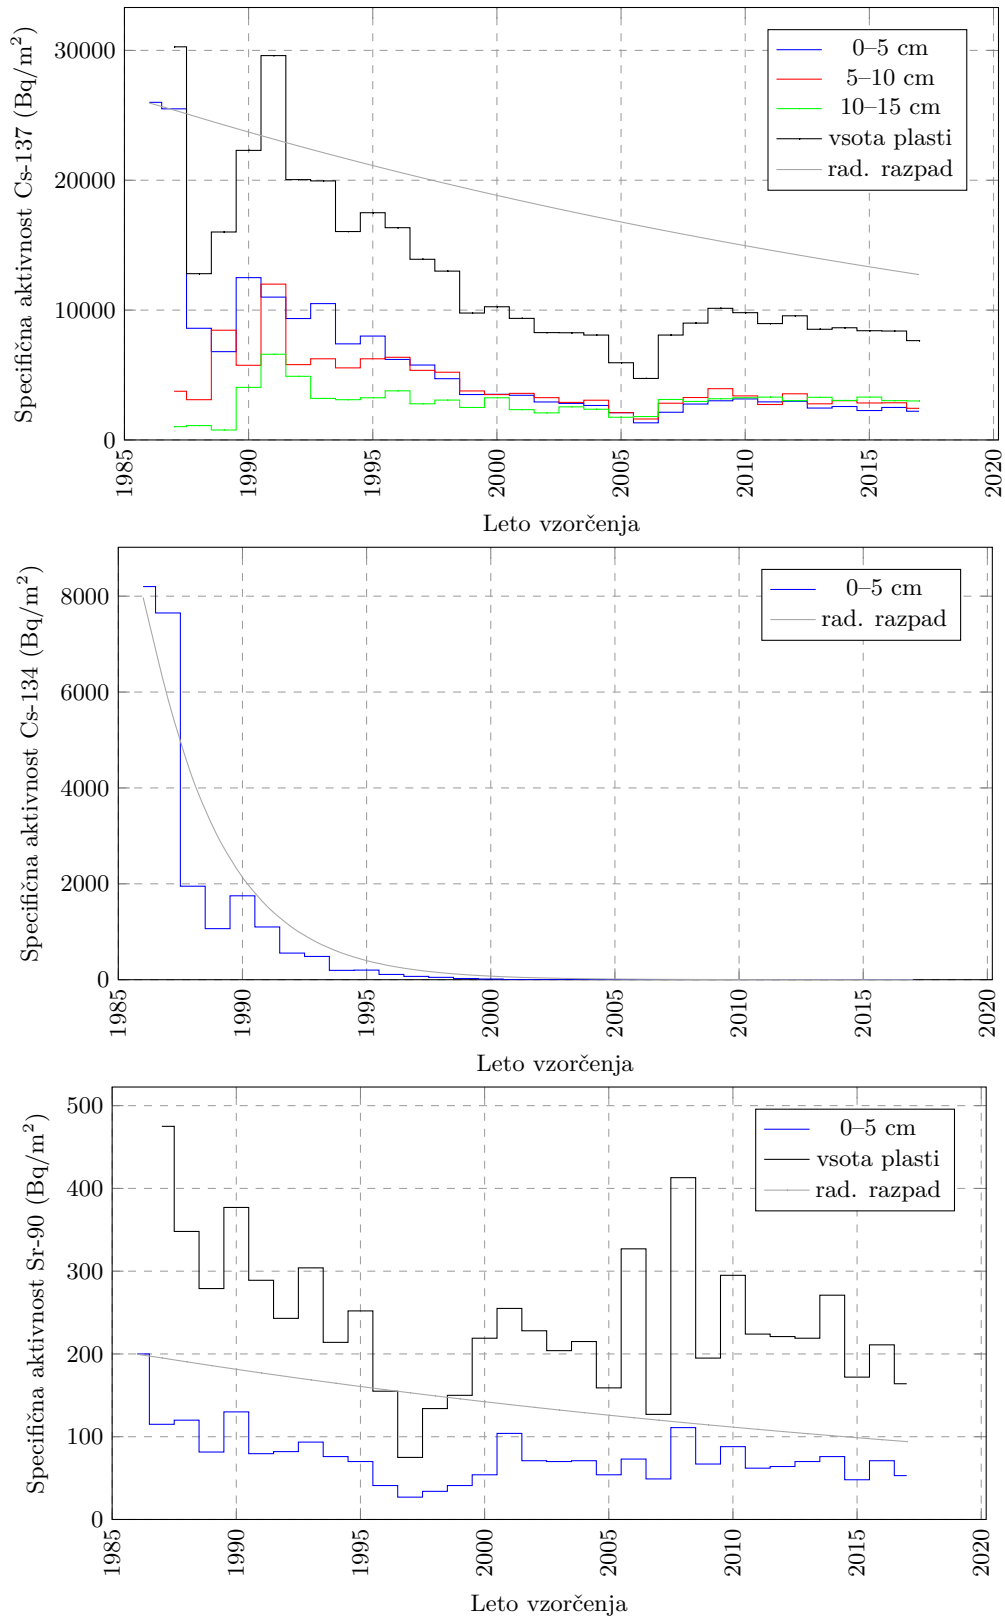 Specifična aktivnost Cs-137 (Bq/m²)
30000
20000
10000
0
0–5 cm
5–10 cm
10–15 cm
vsota plasti
rad. razpad
1985
1990
1995
2000
2005
2010
2015
2020
Leto vzorčenja
Specifična aktivnost Cs-134 (Bq/m²)
8000
6000
4000
2000
0
0–5 cm
rad. razpad
1985
1990
1995
2000
2005
2010
2015
2020
Leto vzorčenja
Specifična aktivnost Sr-90 (Bq/m²)
500
400
300
200
100
0
0–5 cm
vsota plasti
rad. razpad
1985
1990
1995
2000
2005
2010
2015
2020
Leto vzorčenja